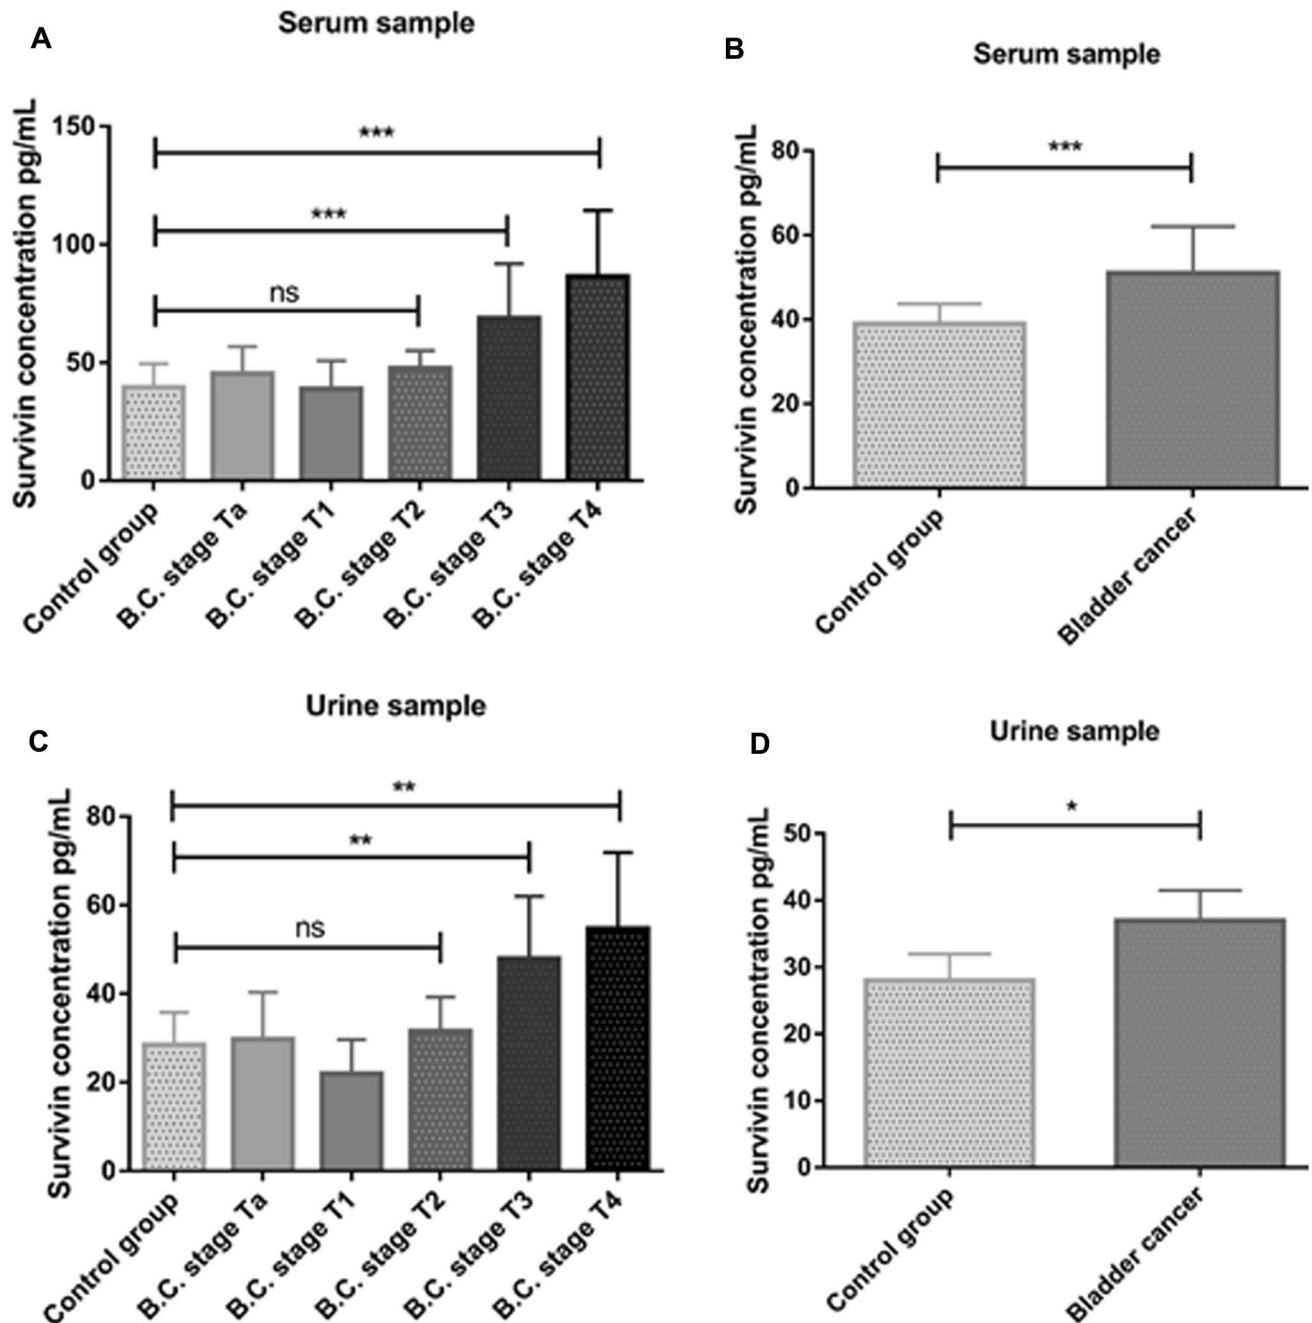 A
Serum sample
Survivin concentration pg/mL
150
100
50
0
***
***
ns
Control group
B.C. stage Ta
B.C. stage T1
B.C. stage T2
B.C. stage T3
B.C. stage T4
B
Serum sample
Survivin concentration pg/mL
80
60
40
20
0
***
Control group
Bladder cancer
C
Urine sample
Survivin concentration pg/mL
80
60
40
20
0
**
**
ns
Control group
B.C. stage Ta
B.C. stage T1
B.C. stage T2
B.C. stage T3
B.C. stage T4
D
Urine sample
Survivin concentration pg/mL
50
40
30
20
10
0
*
Control group
Bladder cancer